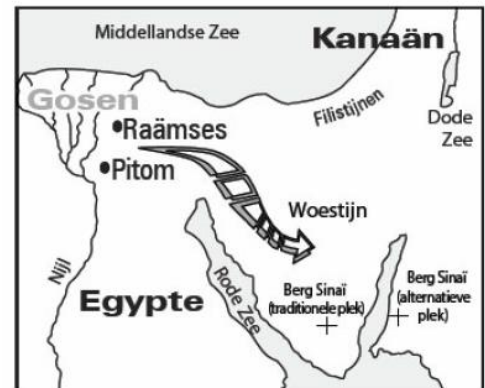 Middellandse Zee
Kanaän
Gosen
Filistijnen
Dode
Zee
•Raämses
•Pitom
Woestijn
Nijl
Egypte
Rode Zee
Berg Sinaï
(traditionele plek)
Berg Sinaï
(alternatieve
plek)